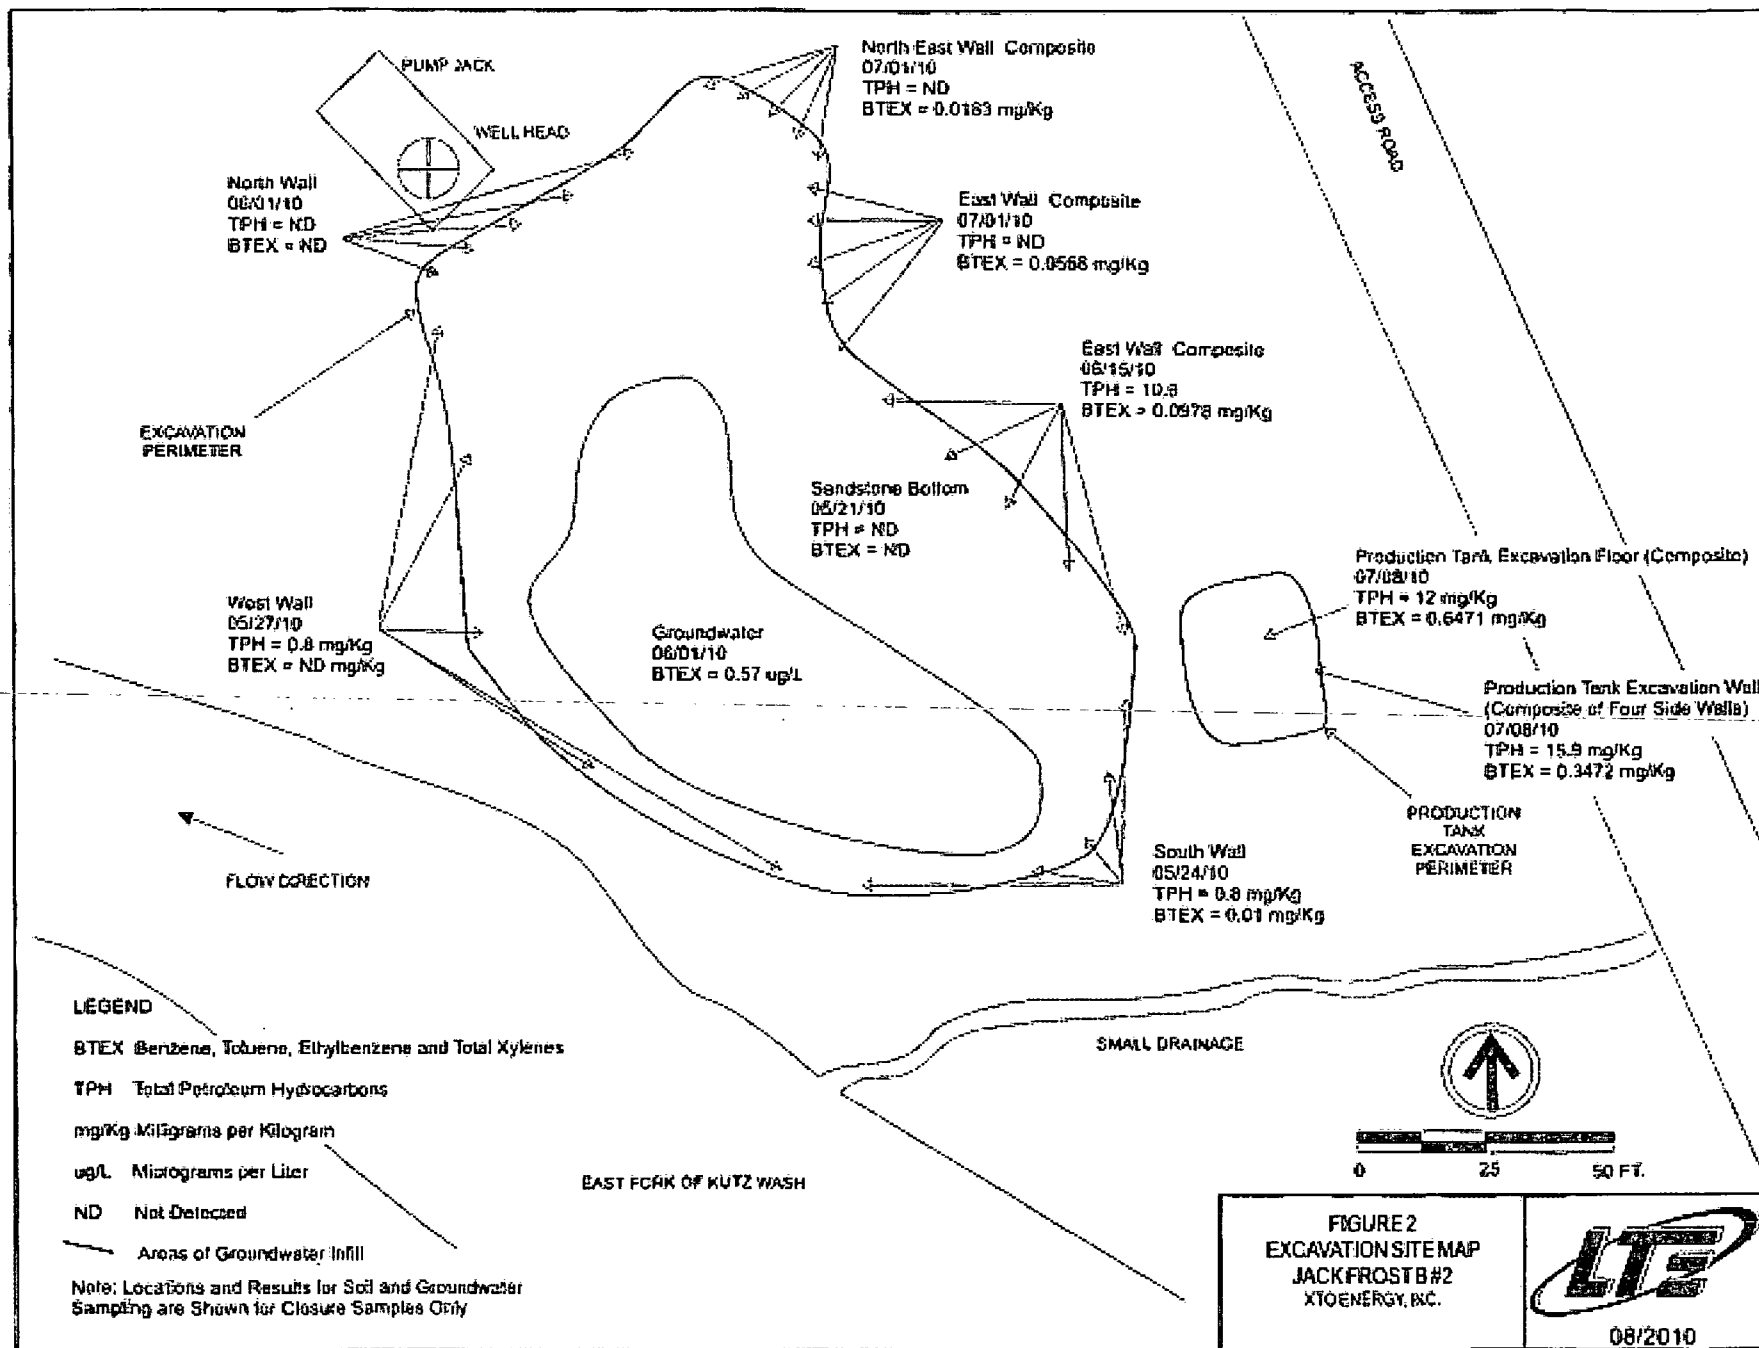 PUMP JACK
WELL HEAD
North East Wall Composite
07/01/10
TPH = ND
BTEX = 0.0183 mg/Kg
ACCESS ROAD
North Wall
06/01/10
TPH = ND
BTEX = ND
East Wall Composite
07/01/10
TPH = ND
BTEX = 0.0568 mg/Kg
East Wall Composite
06/15/10
TPH = 10.8
BTEX = 0.0978 mg/Kg
EXCAVATION
PERIMETER
Sandstone Bottom
05/21/10
TPH = ND
BTEX = ND
Production Tank Excavation Floor (Composite)
07/08/10
TPH = 12 mg/Kg
BTEX = 0.6471 mg/Kg
West Wall
05/27/10
TPH = 0.8 mg/Kg
BTEX = ND mg/Kg
Groundwater
06/01/10
BTEX = 0.57 ug/L
Production Tank Excavation Wall
(Composite of Four Side Walls)
07/08/10
TPH = 15.9 mg/Kg
BTEX = 0.3472 mg/Kg
PRODUCTION
TANK
EXCAVATION
PERIMETER
FLOW DIRECTION
South Wall
05/24/10
TPH = 0.8 mg/Kg
BTEX = 0.01 mg/Kg
SMALL DRAINAGE
EAST FORK OF KUTZ WASH
LEGEND
BTEX Benzene, Toluene, Ethylbenzene and Total Xylenes
TPH Total Petroleum Hydrocarbons
mg/Kg Milligrams per Kilogram
ug/L Micrograms per Liter
ND Not Detected
Areas of Groundwater Infill
Note: Locations and Results for Soil and Groundwater
Sampling are Shown for Closure Samples Only
0 25 50 FT.
FIGURE 2
EXCAVATION SITE MAP
JACK FROST B #2
XTO ENERGY, INC.
LTE
08/2010